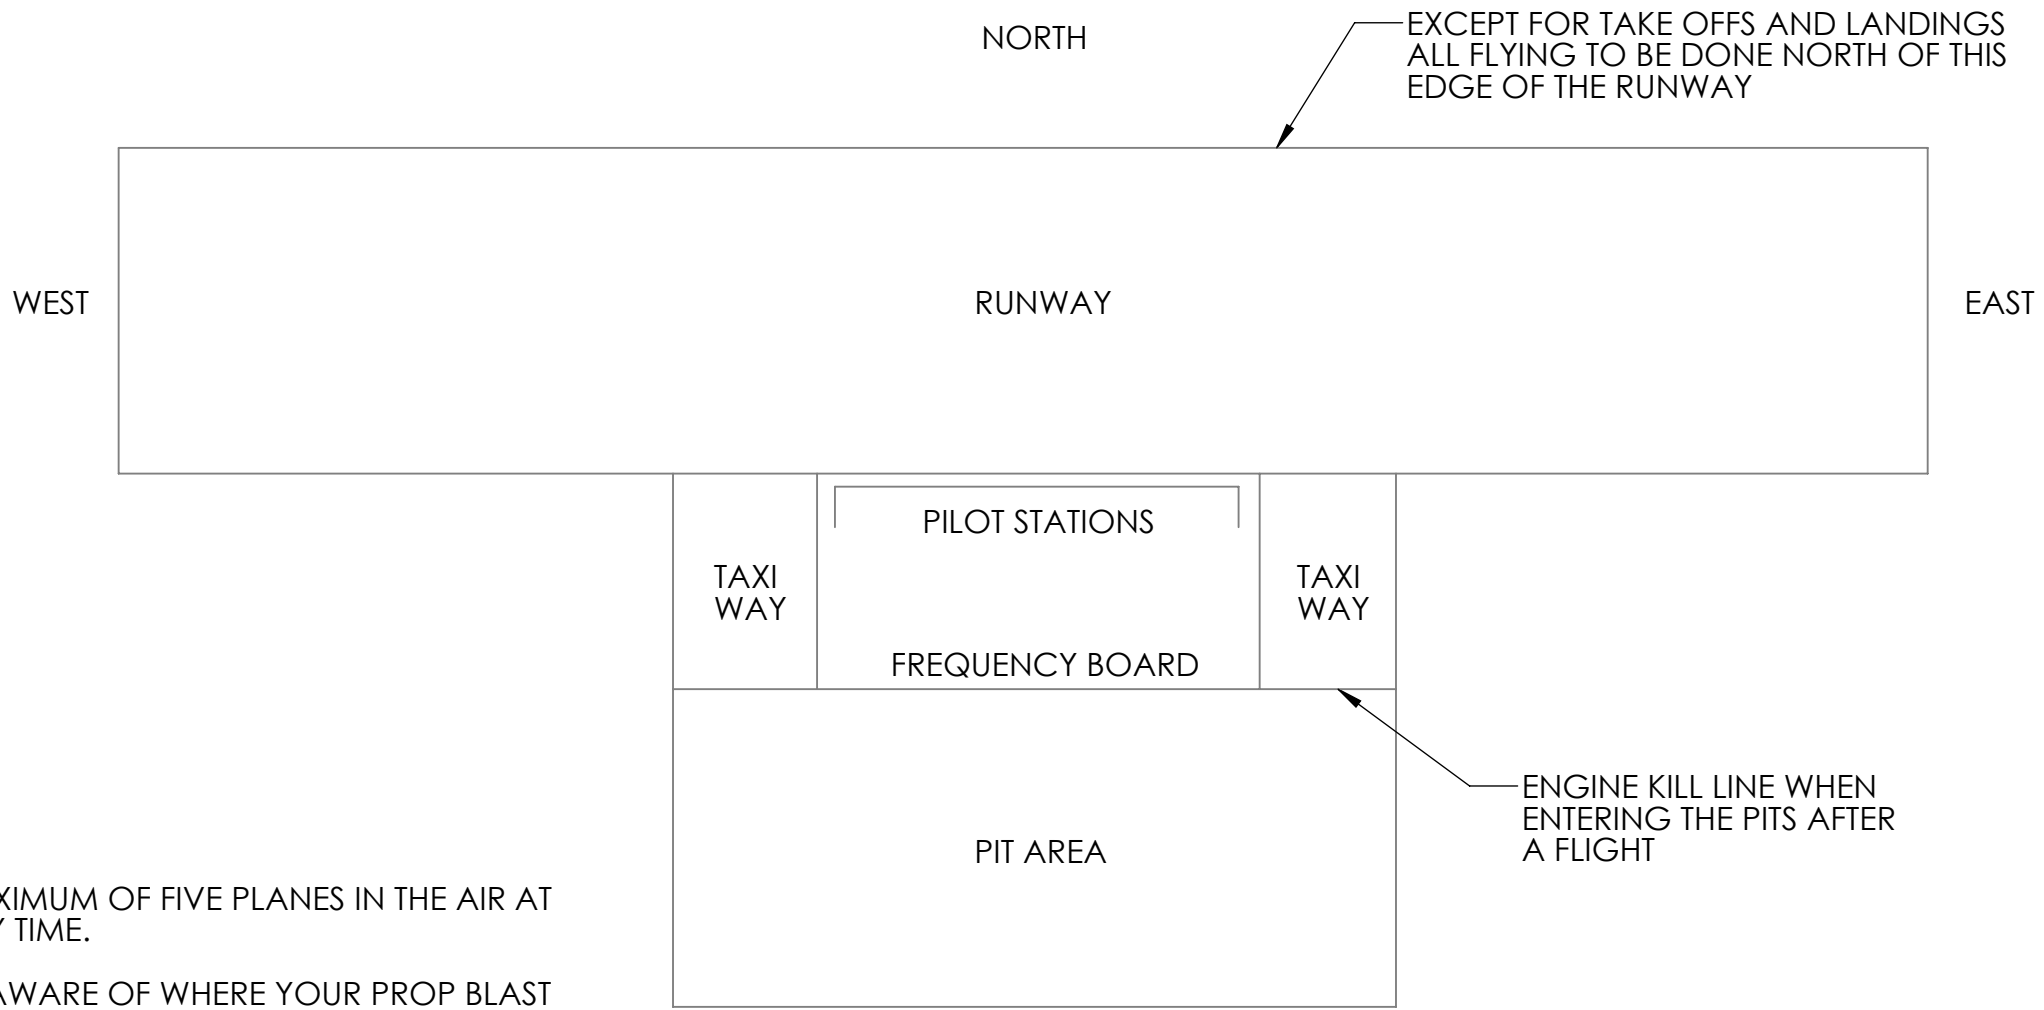 NORTH
EXCEPT FOR TAKE OFFS AND LANDINGS
ALL FLYING TO BE DONE NORTH OF THIS
EDGE OF THE RUNWAY
WEST
RUNWAY
EAST
PILOT STATIONS
TAXI
WAY
TAXI
WAY
FREQUENCY BOARD
ENGINE KILL LINE WHEN
ENTERING THE PITS AFTER
A FLIGHT
PIT AREA
XIMUM OF FIVE PLANES IN THE AIR AT
Y TIME.
AWARE OF WHERE YOUR PROP BLAST